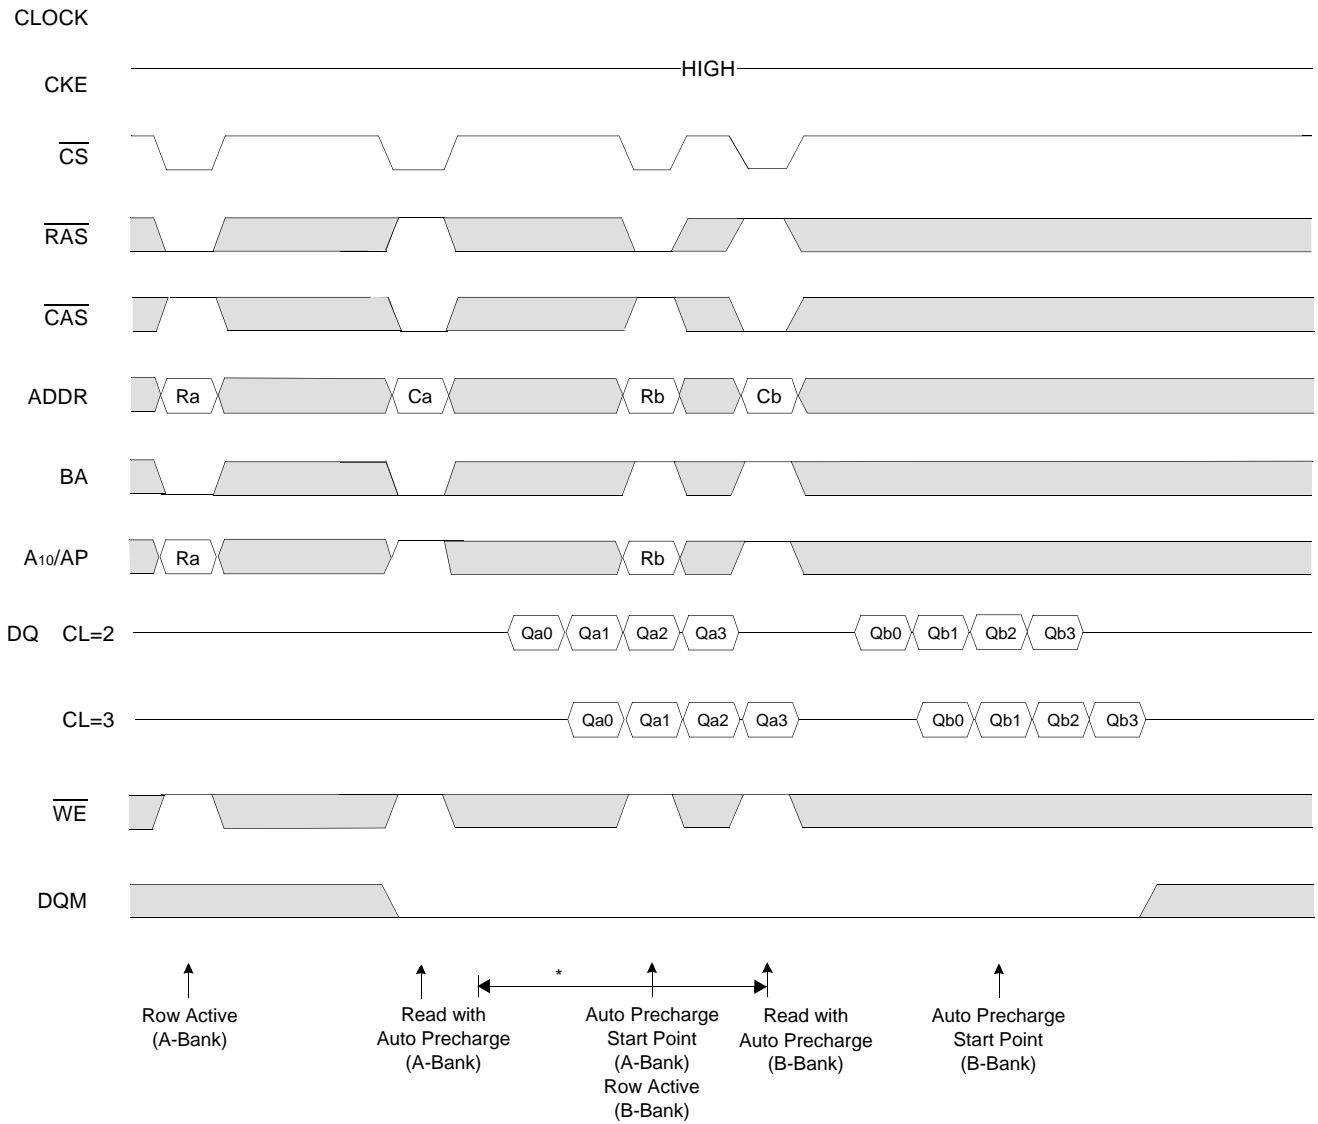 CLOCK
CKE HIGH
CS
RAS
CAS
ADDR Ra Ca Rb Cb
BA
A10/AP Ra Rb
DQ CL=2 Qa0 Qa1 Qa2 Qa3 Qb0 Qb1 Qb2 Qb3
CL=3 Qa0 Qa1 Qa2 Qa3 Qb0 Qb1 Qb2 Qb3
WE
DQM
*
Row Active
(A-Bank)
Read with
Auto Precharge
(A-Bank)
Auto Precharge
Start Point
(A-Bank)
Row Active
(B-Bank)
Read with
Auto Precharge
(B-Bank)
Auto Precharge
Start Point
(B-Bank)